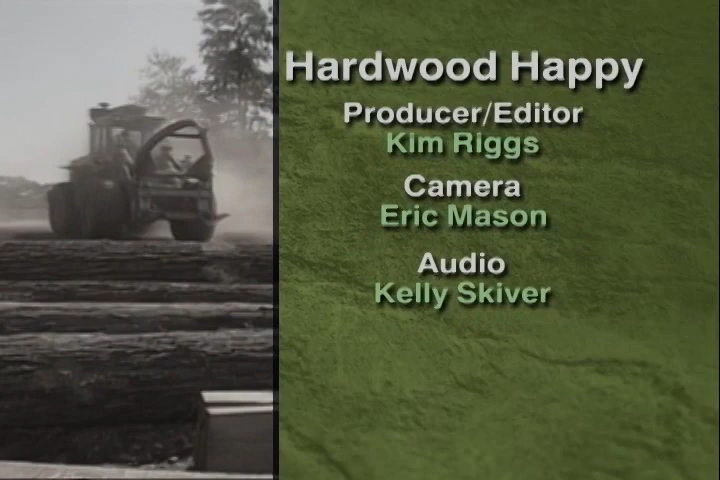 Hardwood Happy
Producer/Editor
Kim Riggs
Camera
Eric Mason
Audio
Kelly Skiver